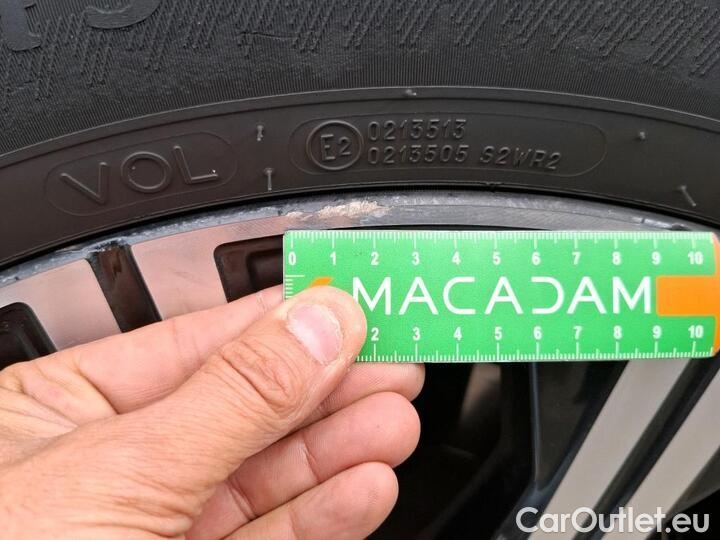 VOL
E2
0213513
0213505 S2WR2
0 1 2 3 4 5 6 7 8 9 10
MACADAM
2 3 4 5 6 7 8 9 10
CarOutlet.eu